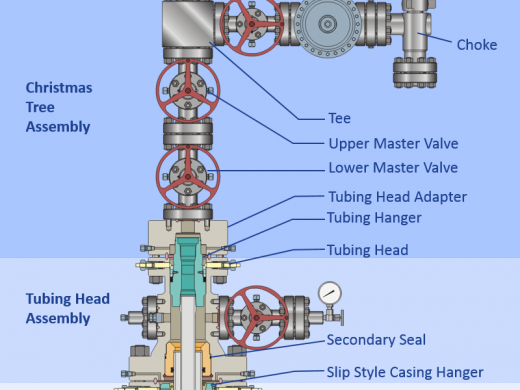 Choke
Christmas
Tree
Assembly
Tee
Upper Master Valve
Lower Master Valve
Tubing Head Adapter
Tubing Hanger
Tubing Head
Tubing Head
Assembly
Secondary Seal
Slip Style Casing Hanger